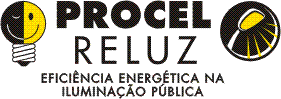 PROCEL
RELUZ
EFICIÊNCIA ENERGÉTICA NA
ILUMINAÇÃO PÚBLICA